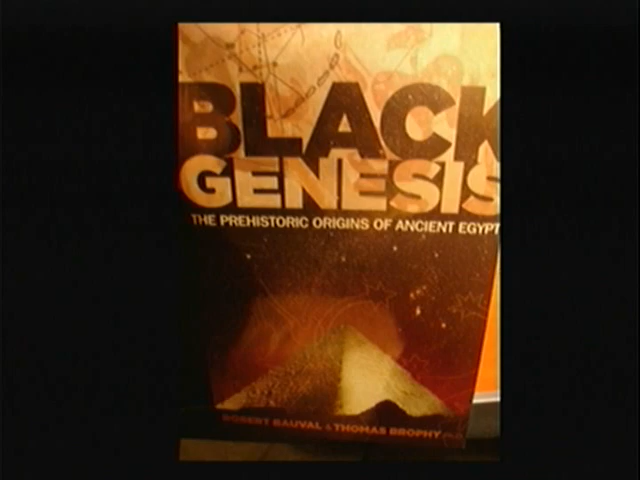 BLACK
GENESIS
THE PREHISTORIC ORIGINS OF ANCIENT EGYPT
ROBERT BAUVAL & THOMAS BROPHY